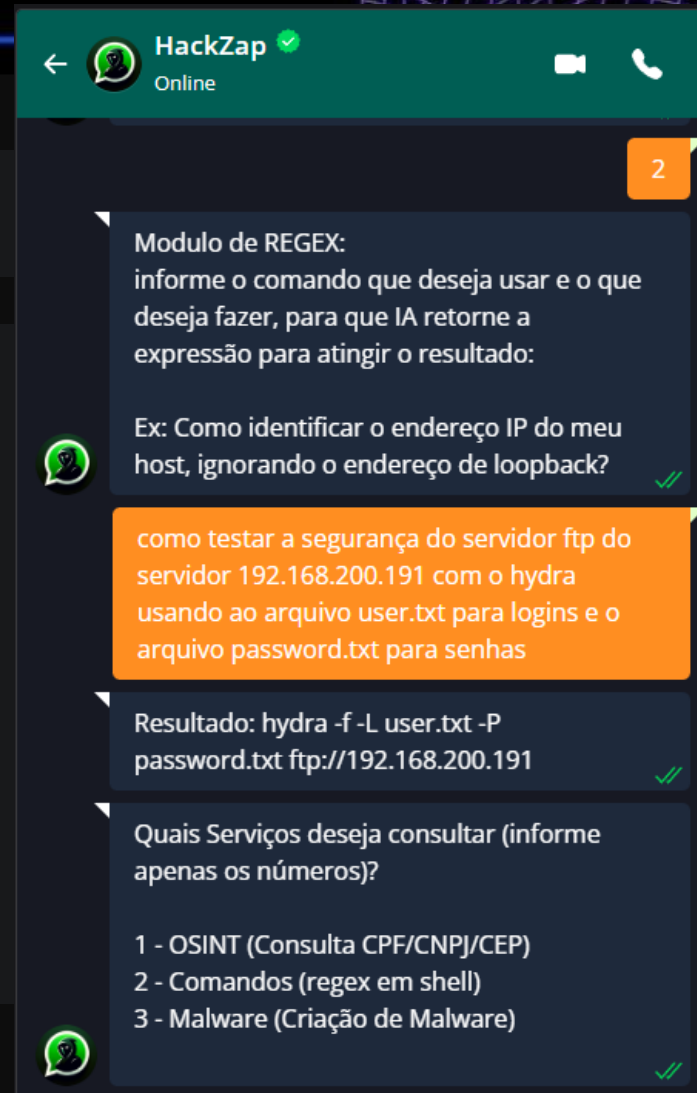 HackZap
Online
2
Modulo de REGEX:
informe o comando que deseja usar e o que
deseja fazer, para que IA retorne a
expressão para atingir o resultado:
Ex: Como identificar o endereço IP do meu
host, ignorando o endereço de loopback?
como testar a segurança do servidor ftp do
servidor 192.168.200.191 com o hydra
usando ao arquivo user.txt para logins e o
arquivo password.txt para senhas
Resultado: hydra -f -L user.txt -P
password.txt ftp://192.168.200.191
Quais Serviços deseja consultar (informe
apenas os números)?
1 - OSINT (Consulta CPF/CNPJ/CEP)
2 - Comandos (regex em shell)
3 - Malware (Criação de Malware)